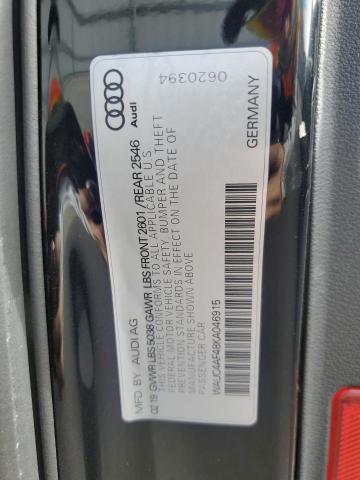 MFD BY AUDI AG
02.19 GVWR LBS 5038 GAWR LBS FRONT 2601/REAR 2546
THIS VEHICLE CONFORMS TO ALL APPLICABLE U S
FEDERAL MOTOR VEHICLE SAFETY, BUMPER AND THEFT
PREVENTION STANDARDS IN EFFECT ON THE DATE OF
MANUFACTURE SHOWN ABOVE
PASSENGER CAR
WAUC4AF48KA046915
Audi
0620394
GERMANY